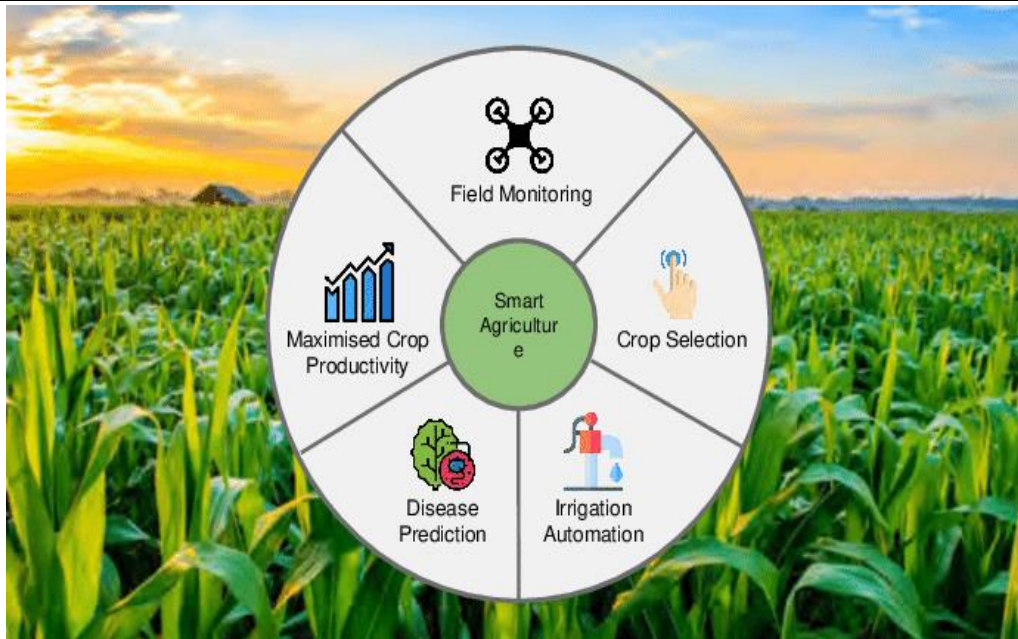 Field Monitoring
Smart
Agricultur
e
Crop Selection
Maximised Crop
Productivity
Disease
Prediction
Irrigation
Automation